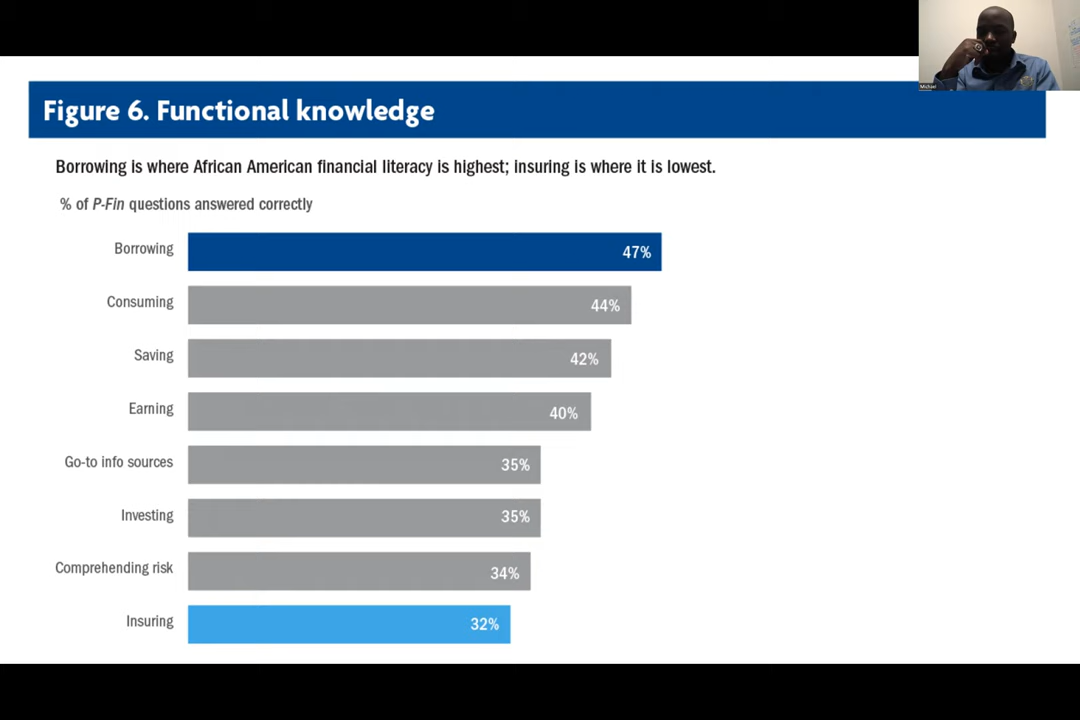 Figure 6. Functional knowledge
Michael
Borrowing is where African American financial literacy is highest; insuring is where it is lowest.
% of P-Fin questions answered correctly
Borrowing 47%
Consuming 44%
Saving 42%
Earning 40%
Go-to info sources 35%
Investing 35%
Comprehending risk 34%
Insuring 32%